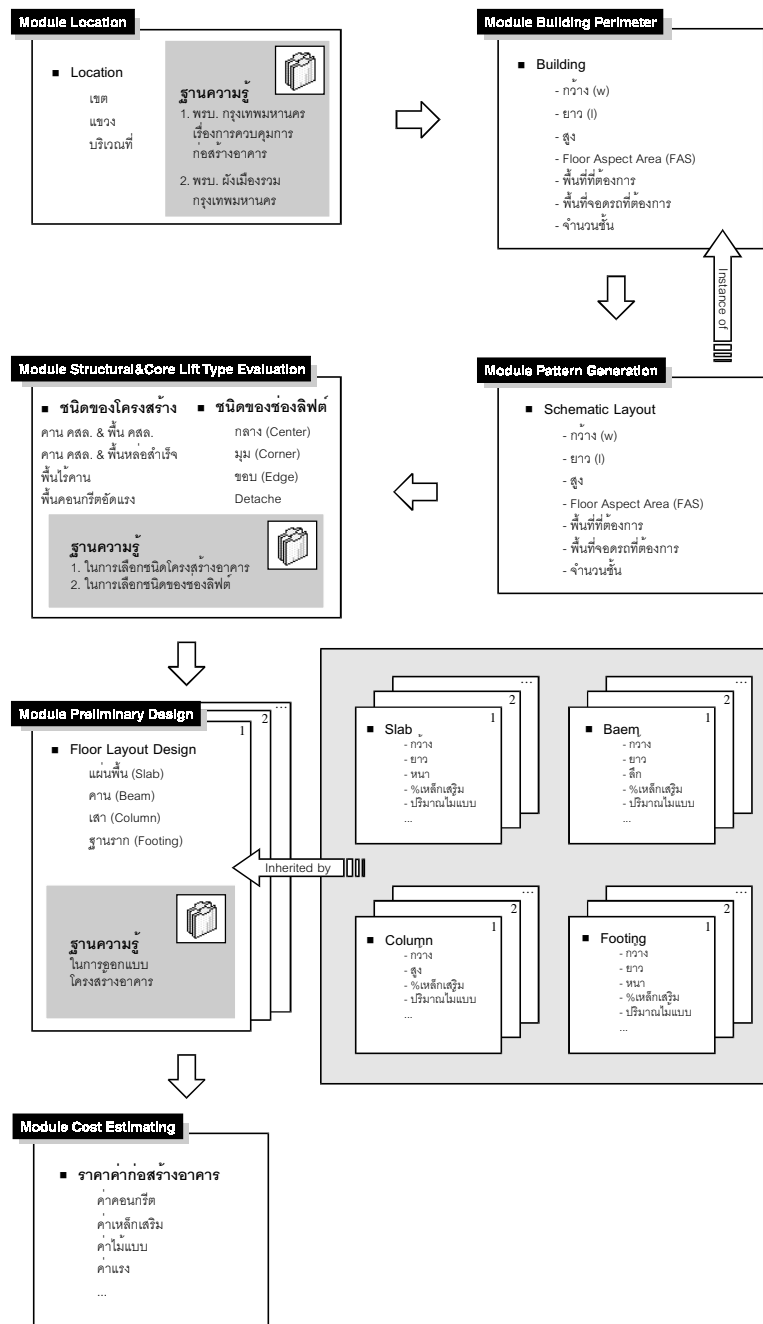 Module Location
■ Location
เขต
แขวง
บริเวณที่
ฐานความรู้
1. พรบ. กรุงเทพมหานคร
เรื่องการควบคุมการ
ก่อสร้างอาคาร
2. พรบ. ผังเมืองรวม
กรุงเทพมหานคร
Module Building Perimeter
■ Building
- กว้าง (w)
- ยาว (l)
- สูง
- Floor Aspect Area (FAS)
- พื้นที่ที่ต้องการ
- พื้นที่จอดรถที่ต้องการ
- จำนวนชั้น
Instance of
Module Pattern Generation
■ Schematic Layout
- กว้าง (w)
- ยาว (l)
- สูง
- Floor Aspect Area (FAS)
- พื้นที่ที่ต้องการ
- พื้นที่จอดรถที่ต้องการ
- จำนวนชั้น
Module Structural&Core Lift Type Evaluation
■ ชนิดของโครงสร้าง
คาน คสล. & พื้น คสล.
คาน คสล. & พื้นหล่อสำเร็จ
พื้นไร้คาน
พื้นคอนกรีตอัดแรง
■ ชนิดของช่องลิฟต์
กลาง (Center)
มุม (Corner)
ขอบ (Edge)
Detache
ฐานความรู้
1. ในการเลือกชนิดโครงสร้างอาคาร
2. ในการเลือกชนิดของช่องลิฟต์
Module Preliminary Design
1
2
...
■ Floor Layout Design
แผ่นพื้น (Slab)
คาน (Beam)
เสา (Column)
ฐานราก (Footing)
ฐานความรู้
ในการออกแบบ
โครงสร้างอาคาร
Inherited by
...
2
1
■ Slab
- กว้าง
- ยาว
- หนา
- %เหล็กเสริม
- ปริมาณไม้แบบ
...
...
2
1
■ Baem
- กว้าง
- ยาว
- ลึก
- %เหล็กเสริม
- ปริมาณไม้แบบ
...
...
2
1
■ Column
- กว้าง
- สูง
- %เหล็กเสริม
- ปริมาณไม้แบบ
...
...
2
1
■ Footing
- กว้าง
- ยาว
- หนา
- %เหล็กเสริม
- ปริมาณไม้แบบ
...
Module Cost Estimating
■ ราคาค่าก่อสร้างอาคาร
ค่าคอนกรีต
ค่าเหล็กเสริม
ค่าไม้แบบ
ค่าแรง
...